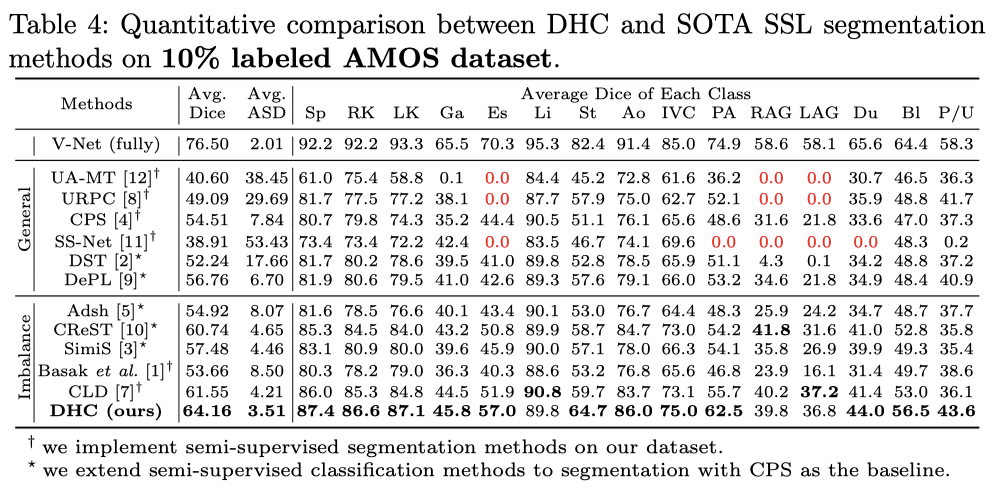 Table 4: Quantitative comparison between DHC and SOTA SSL segmentation
methods on 10% labeled AMOS dataset.
Methods Avg. Dice Avg. ASD Average Dice of Each Class
Sp RK LK Ga Es Li St Ao IVC PA RAG LAG Du Bl P/U
V-Net (fully) 76.50 2.01 92.2 92.2 93.3 65.5 70.3 95.3 82.4 91.4 85.0 74.9 58.6 58.1 65.6 64.4 58.3
General
UA-MT [12]† 40.60 38.45 61.0 75.4 58.8 0.1 0.0 84.4 45.2 72.8 61.6 36.2 0.0 0.0 30.7 46.5 36.3
URPC [8]† 49.09 29.69 81.7 77.5 77.2 38.1 0.0 87.7 57.9 75.0 62.7 52.1 0.0 0.0 35.9 48.8 41.7
CPS [4]† 54.51 7.84 80.7 79.8 74.3 35.2 44.4 90.5 51.1 76.1 65.6 48.6 31.6 21.8 33.6 47.0 37.3
SS-Net [11]† 38.91 53.43 73.4 73.4 72.2 42.4 0.0 83.5 46.7 74.1 69.6 0.0 0.0 0.0 0.0 48.3 0.2
DST [2]⋆ 52.24 17.66 81.7 80.2 78.6 39.5 41.0 89.8 52.8 78.5 65.9 51.1 4.3 0.1 34.2 48.8 37.2
DePL [9]⋆ 56.76 6.70 81.9 80.6 79.5 41.0 42.6 89.3 57.6 79.1 66.0 53.2 34.6 21.8 34.9 48.4 40.9
Imbalance
Adsh [5]⋆ 54.92 8.07 81.6 78.5 76.6 40.1 43.4 90.1 53.0 76.7 64.4 48.3 25.9 24.2 34.7 48.7 37.7
CReST [10]⋆ 60.74 4.65 85.3 84.5 84.0 43.2 50.8 89.9 58.7 84.7 73.0 54.2 41.8 31.6 41.0 52.8 35.8
SimiS [3]⋆ 57.48 4.46 83.1 80.9 80.0 39.6 45.9 90.0 57.1 78.0 66.3 54.1 35.8 26.9 39.9 49.3 35.4
Basak et al. [1]† 53.66 8.50 80.3 78.2 79.0 36.3 40.3 88.6 53.2 76.8 65.6 46.8 23.9 16.1 31.4 49.7 38.6
CLD [7]† 61.55 4.21 86.0 85.3 84.8 44.5 51.9 90.8 59.7 83.7 73.1 55.7 40.2 37.2 41.4 53.0 36.1
DHC (ours) 64.16 3.51 87.4 86.6 87.1 45.8 57.0 89.8 64.7 86.0 75.0 62.5 39.8 36.8 44.0 56.5 43.6
† we implement semi-supervised segmentation methods on our dataset.
⋆ we extend semi-supervised classification methods to segmentation with CPS as the baseline.